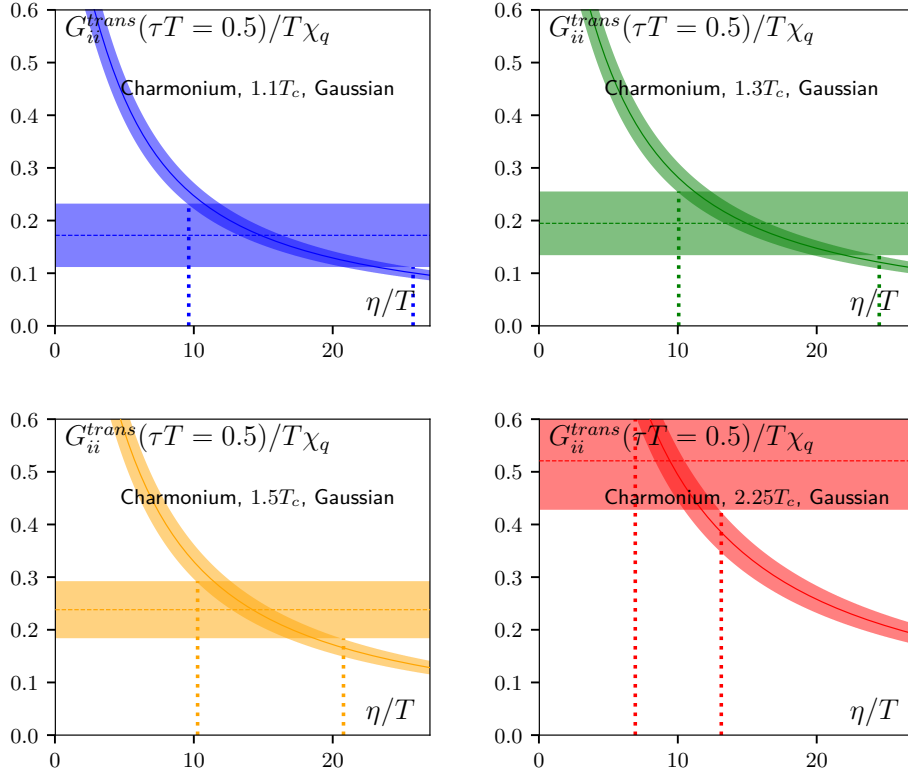 G_{ii}^{trans}(τT = 0.5)/Tχ_q
Charmonium, 1.1T_c, Gaussian
η/T
0.6
0.5
0.4
0.3
0.2
0.1
0.0
0 10 20
G_{ii}^{trans}(τT = 0.5)/Tχ_q
Charmonium, 1.3T_c, Gaussian
η/T
0.6
0.5
0.4
0.3
0.2
0.1
0.0
0 10 20
G_{ii}^{trans}(τT = 0.5)/Tχ_q
Charmonium, 1.5T_c, Gaussian
η/T
0.6
0.5
0.4
0.3
0.2
0.1
0.0
0 10 20
G_{ii}^{trans}(τT = 0.5)/Tχ_q
Charmonium, 2.25T_c, Gaussian
η/T
0.6
0.5
0.4
0.3
0.2
0.1
0.0
0 10 20